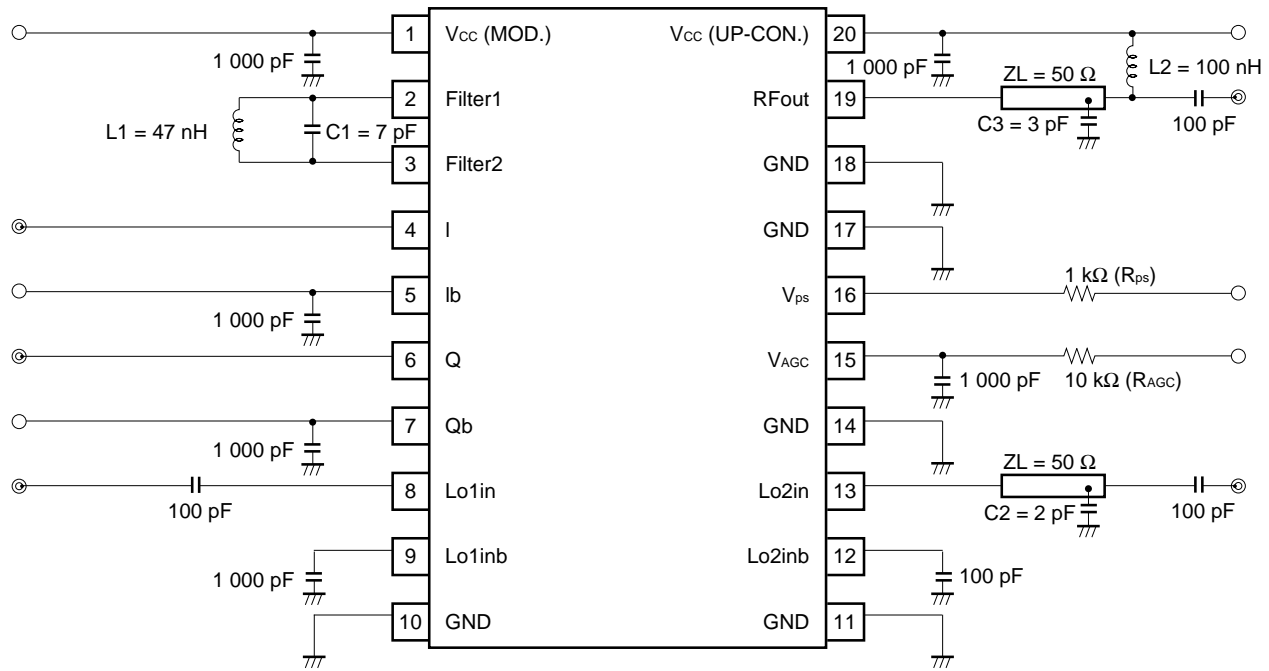 1 VCC (MOD.) VCC (UP-CON.) 20
1 000 pF
1 000 pF
ZL = 50 Ω
L2 = 100 nH
2 Filter1 RFout 19
L1 = 47 nH
C1 = 7 pF
C3 = 3 pF
100 pF
3 Filter2 GND 18
4 I GND 17
1 kΩ (Rps)
5 Ib Vps 16
1 000 pF
6 Q VAGC 15
1 000 pF
10 kΩ (RAGC)
7 Qb GND 14
1 000 pF
ZL = 50 Ω
8 Lo1in Lo2in 13
100 pF
C2 = 2 pF
100 pF
9 Lo1inb Lo2inb 12
1 000 pF
100 pF
10 GND GND 11